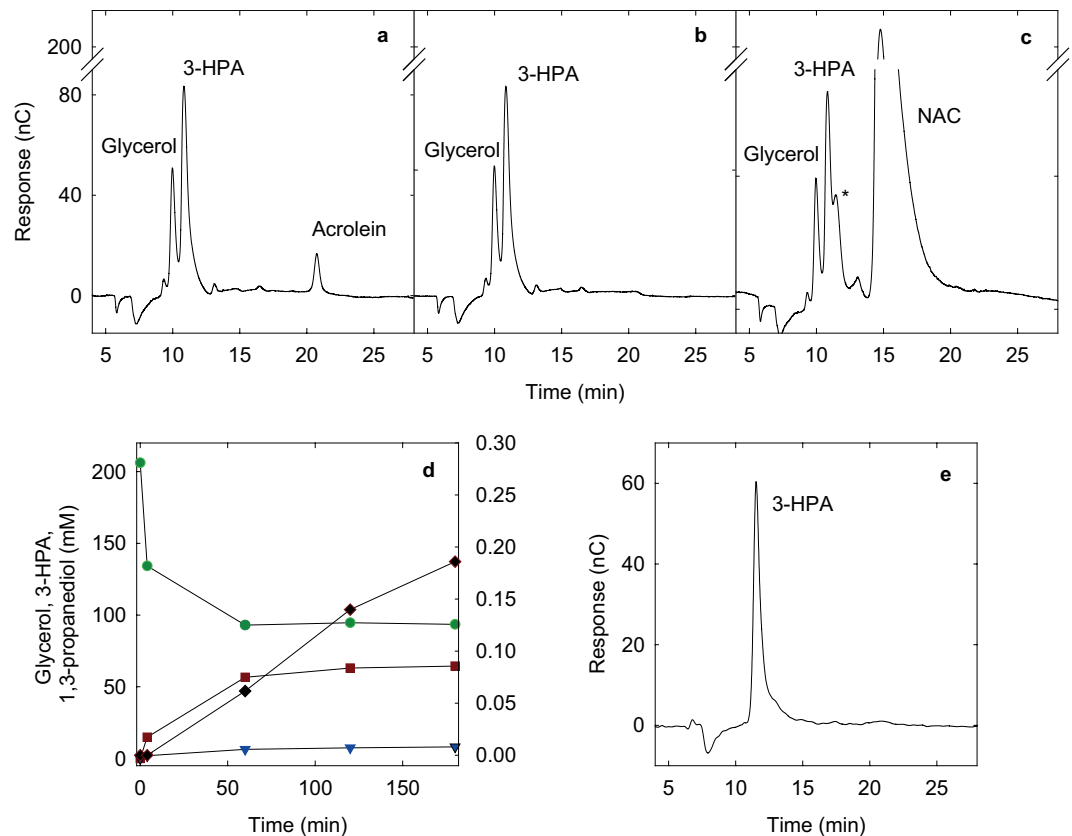 a
b
c
200
3-HPA
3-HPA
3-HPA
80
NAC
Glycerol
Glycerol
Glycerol
*
Response (nC)
40
Acrolein
0
5 10 15 20 25
5 10 15 20 25
5 10 15 20 25
Time (min)
d
Glycerol, 3-HPA,
1,3-propanediol (mM)
200
150
100
50
0
0.30
0.25
0.20
0.15
0.10
0.05
0.00
0 50 100 150
Time (min)
e
3-HPA
Response (nC)
60
40
20
0
5 10 15 20 25
Time (min)